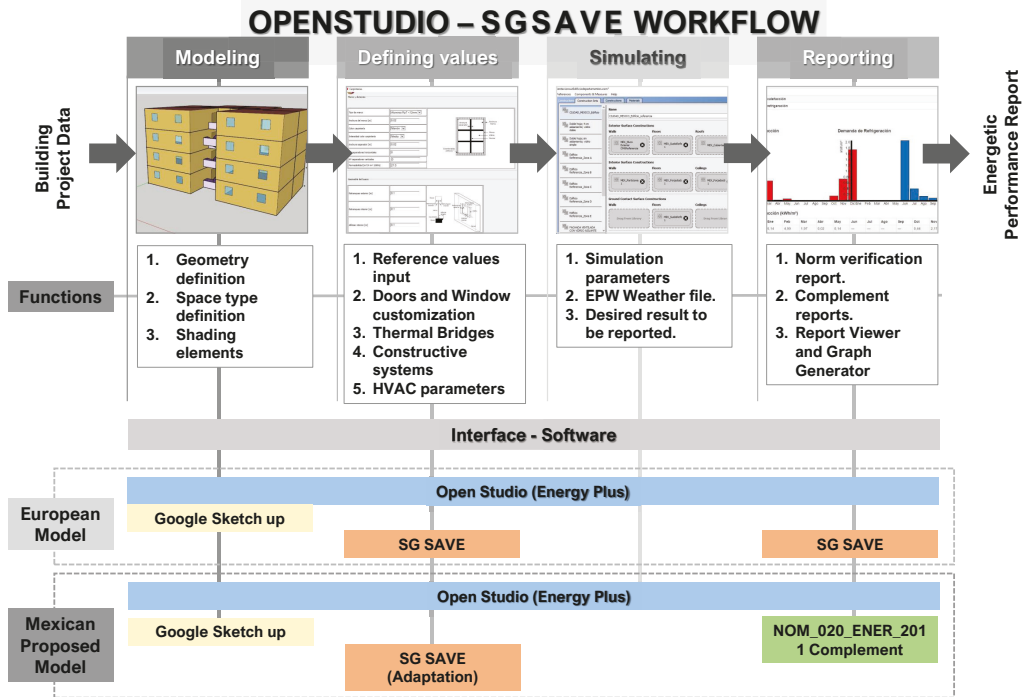 OPENSTUDIO – SGSAVE WORKFLOW
Modeling
Defining values
Simulating
Reporting
Building
Project Data
Energetic
Performance Report
Demanda de Refrigeración
Functions
1. Geometry
definition
2. Space type
definition
3. Shading
elements
1. Reference values
input
2. Doors and Window
customization
3. Thermal Bridges
4. Constructive
systems
5. HVAC parameters
1. Simulation
parameters
2. EPW Weather file.
3. Desired result to
be reported.
1. Norm verification
report.
2. Complement
reports.
3. Report Viewer
and Graph
Generator
Interface - Software
European
Model
Open Studio (Energy Plus)
Google Sketch up
SG SAVE
SG SAVE
Mexican
Proposed
Model
Open Studio (Energy Plus)
Google Sketch up
SG SAVE
(Adaptation)
NOM_020_ENER_201
1 Complement